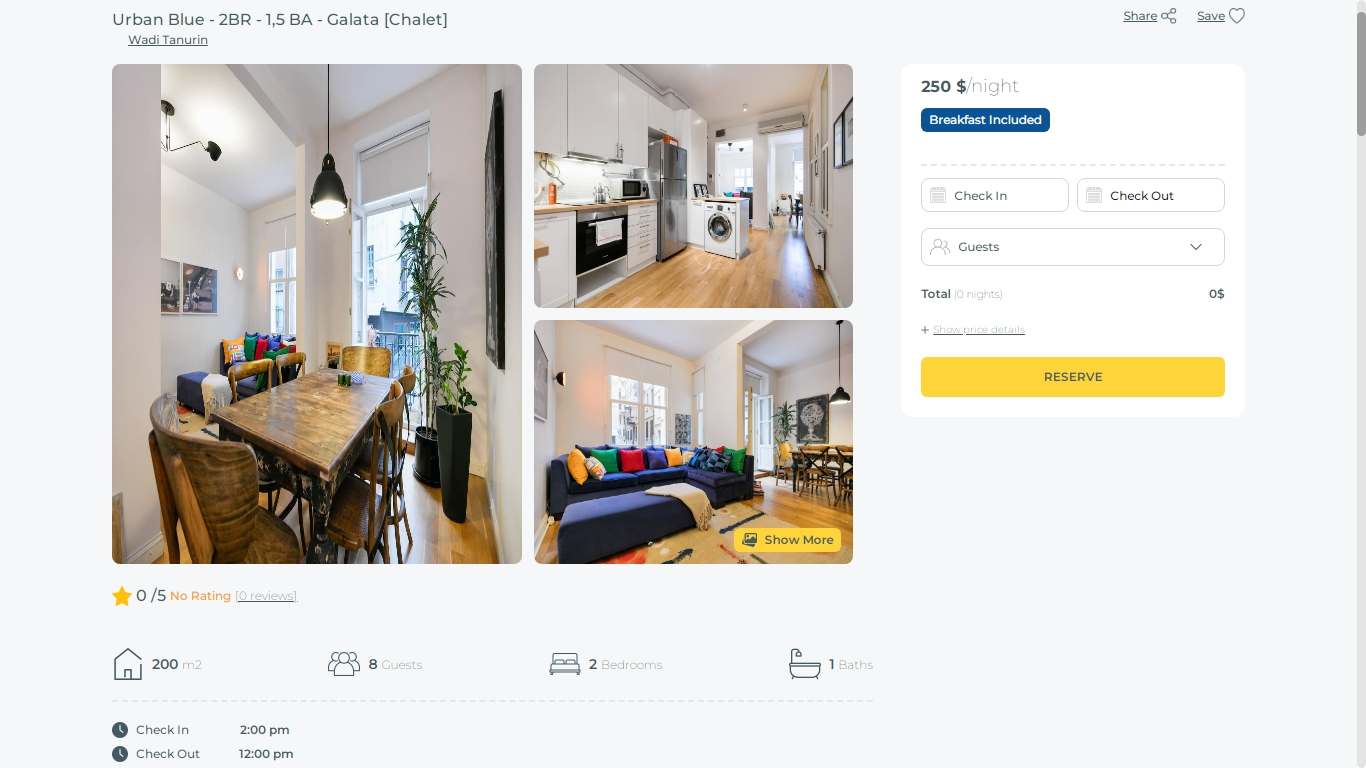 Urban Blue - 2BR - 1,5 BA - Galata [Chalet]
Wadi Tanurin
Share
Save
Show More
250 $/night
Breakfast Included
Check In
Check Out
Guests
Total (0 nights) 0$
+ Show price details
RESERVE
0 /5 No Rating [0 reviews]
200 m2
8 Guests
2 Bedrooms
1 Baths
Check In 2:00 pm
Check Out 12:00 pm